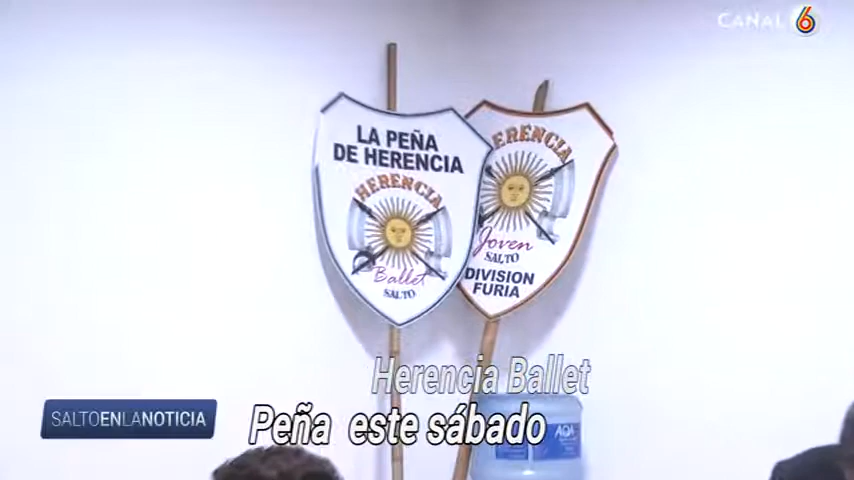 CANAL 6
LA PEÑA
DE HERENCIA
HERENCIA
Ballet
SALTO
HERENCIA
Joven
SALTO
DIVISION
FURIA
Herencia Ballet
SALTOENLANOTICIA
Peña este sábado